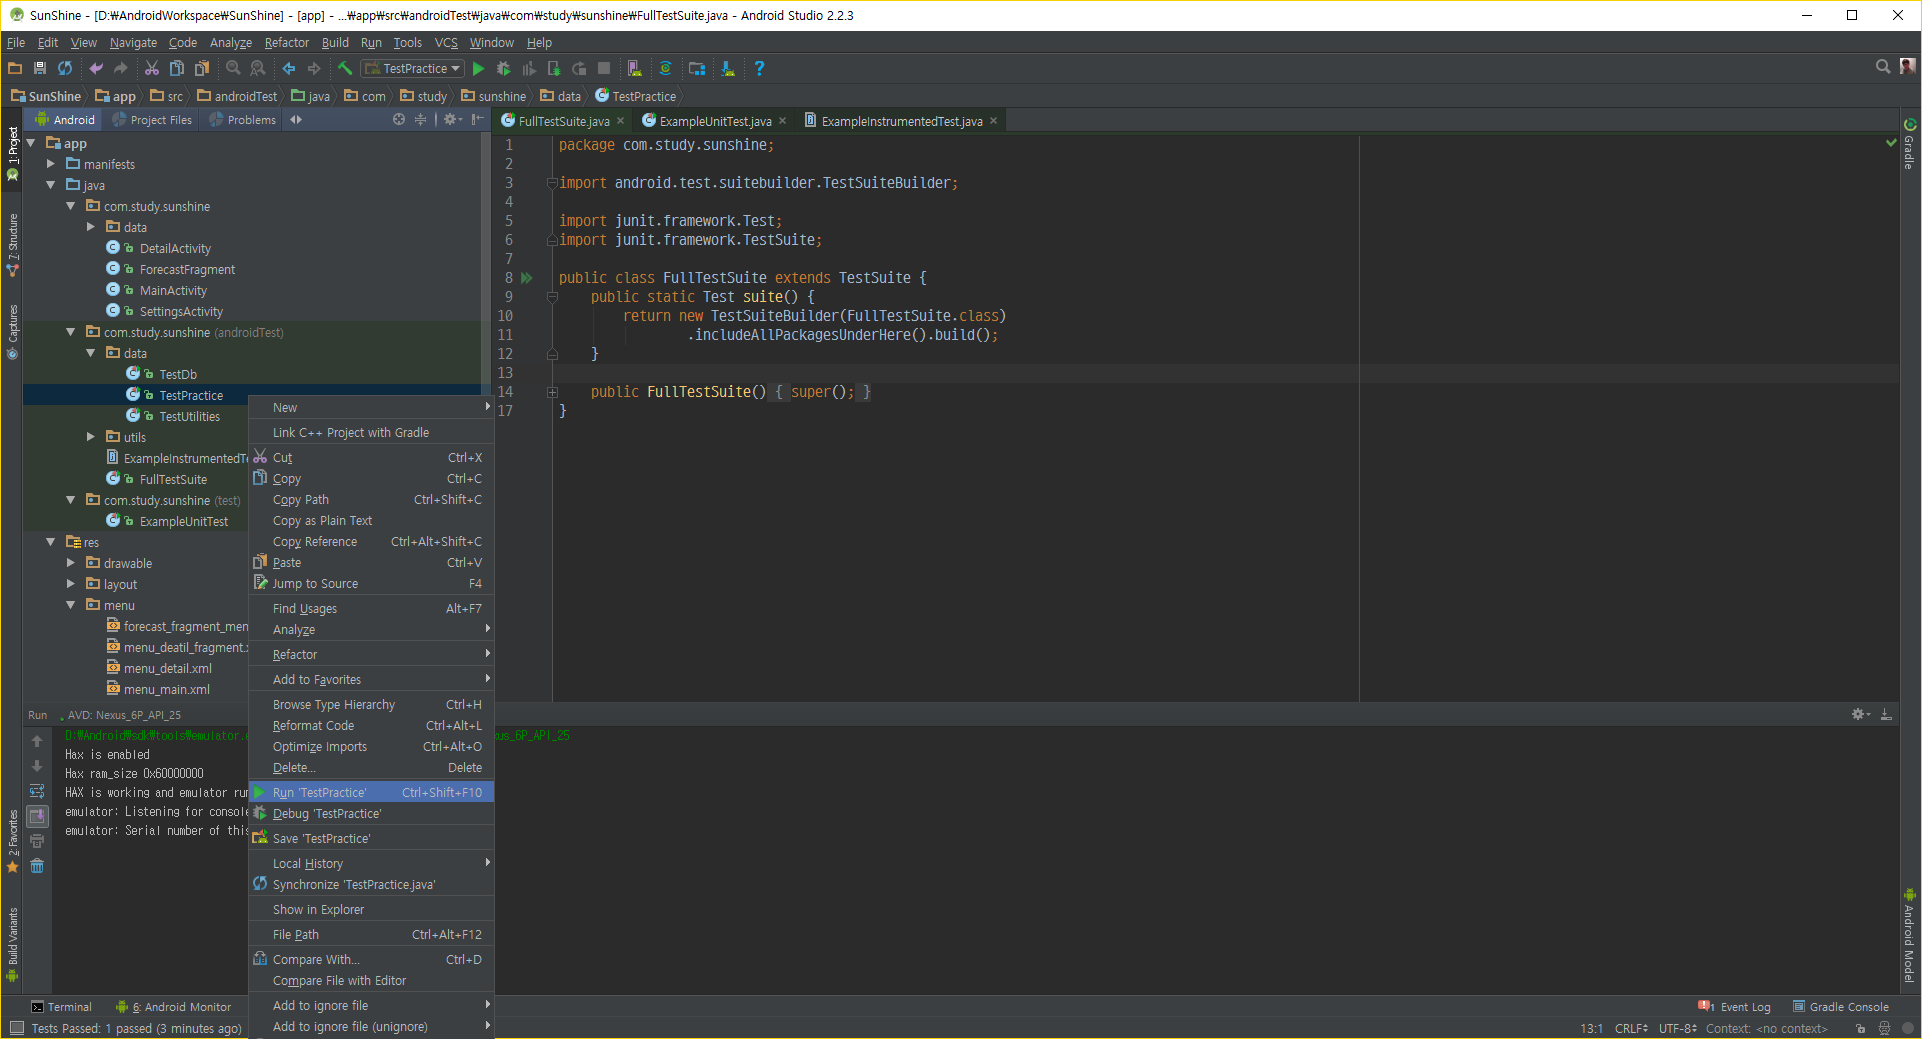 SunShine - [D:₩AndroidWorkspace₩SunShine] - [app] - ...₩app₩src₩androidTest₩java₩com₩study₩sunshine₩FullTestSuite.java - Android Studio 2.2.3
File Edit View Navigate Code Analyze Refactor Build Run Tools VCS Window Help
TestPractice
SunShine app src androidTest java com study sunshine data TestPractice
Android Project Files Problems
FullTestSuite.java ExampleUnitTest.java ExampleInstrumentedTest.java
1: Project
7: Structure
Captures
2: Favorites
Build Variants
app
manifests
java
com.study.sunshine
data
DetailActivity
ForecastFragment
MainActivity
SettingsActivity
com.study.sunshine (androidTest)
data
TestDb
TestPractice
TestUtilities
utils
ExampleInstrumentedTe
FullTestSuite
com.study.sunshine (test)
ExampleUnitTest
res
drawable
layout
menu
forecast_fragment_men
menu_deatil_fragment.x
menu_detail.xml
menu_main.xml
1 package com.study.sunshine;
2
3 import android.test.suitebuilder.TestSuiteBuilder;
4
5 import junit.framework.Test;
6 import junit.framework.TestSuite;
7
8 public class FullTestSuite extends TestSuite {
9 public static Test suite() {
10 return new TestSuiteBuilder(FullTestSuite.class)
11 .includeAllPackagesUnderHere().build();
12 }
13
14 public FullTestSuite() { super(); }
17 }
New
Link C++ Project with Gradle
Cut Ctrl+X
Copy Ctrl+C
Copy Path Ctrl+Shift+C
Copy as Plain Text
Copy Reference Ctrl+Alt+Shift+C
Paste Ctrl+V
Jump to Source F4
Find Usages Alt+F7
Analyze
Refactor
Add to Favorites
Browse Type Hierarchy Ctrl+H
Reformat Code Ctrl+Alt+L
Optimize Imports Ctrl+Alt+O
Delete... Delete
Run 'TestPractice' Ctrl+Shift+F10
Debug 'TestPractice'
Save 'TestPractice'
Local History
Synchronize 'TestPractice.java'
Show in Explorer
File Path Ctrl+Alt+F12
Compare With... Ctrl+D
Compare File with Editor
Add to ignore file
Add to ignore file (unignore)
Run AVD: Nexus_6P_API_25
D:₩Android₩sdk₩tools₩emulator.e xus_6P_API_25
Hax is enabled
Hax ram_size 0x60000000
HAX is working and emulator run
emulator: Listening for console
emulator: Serial number of this
Gradle
Android Model
Terminal 6: Android Monitor 1 Event Log Gradle Console
Tests Passed: 1 passed (3 minutes ago) 13:1 CRLF UTF-8 Context: <no context>